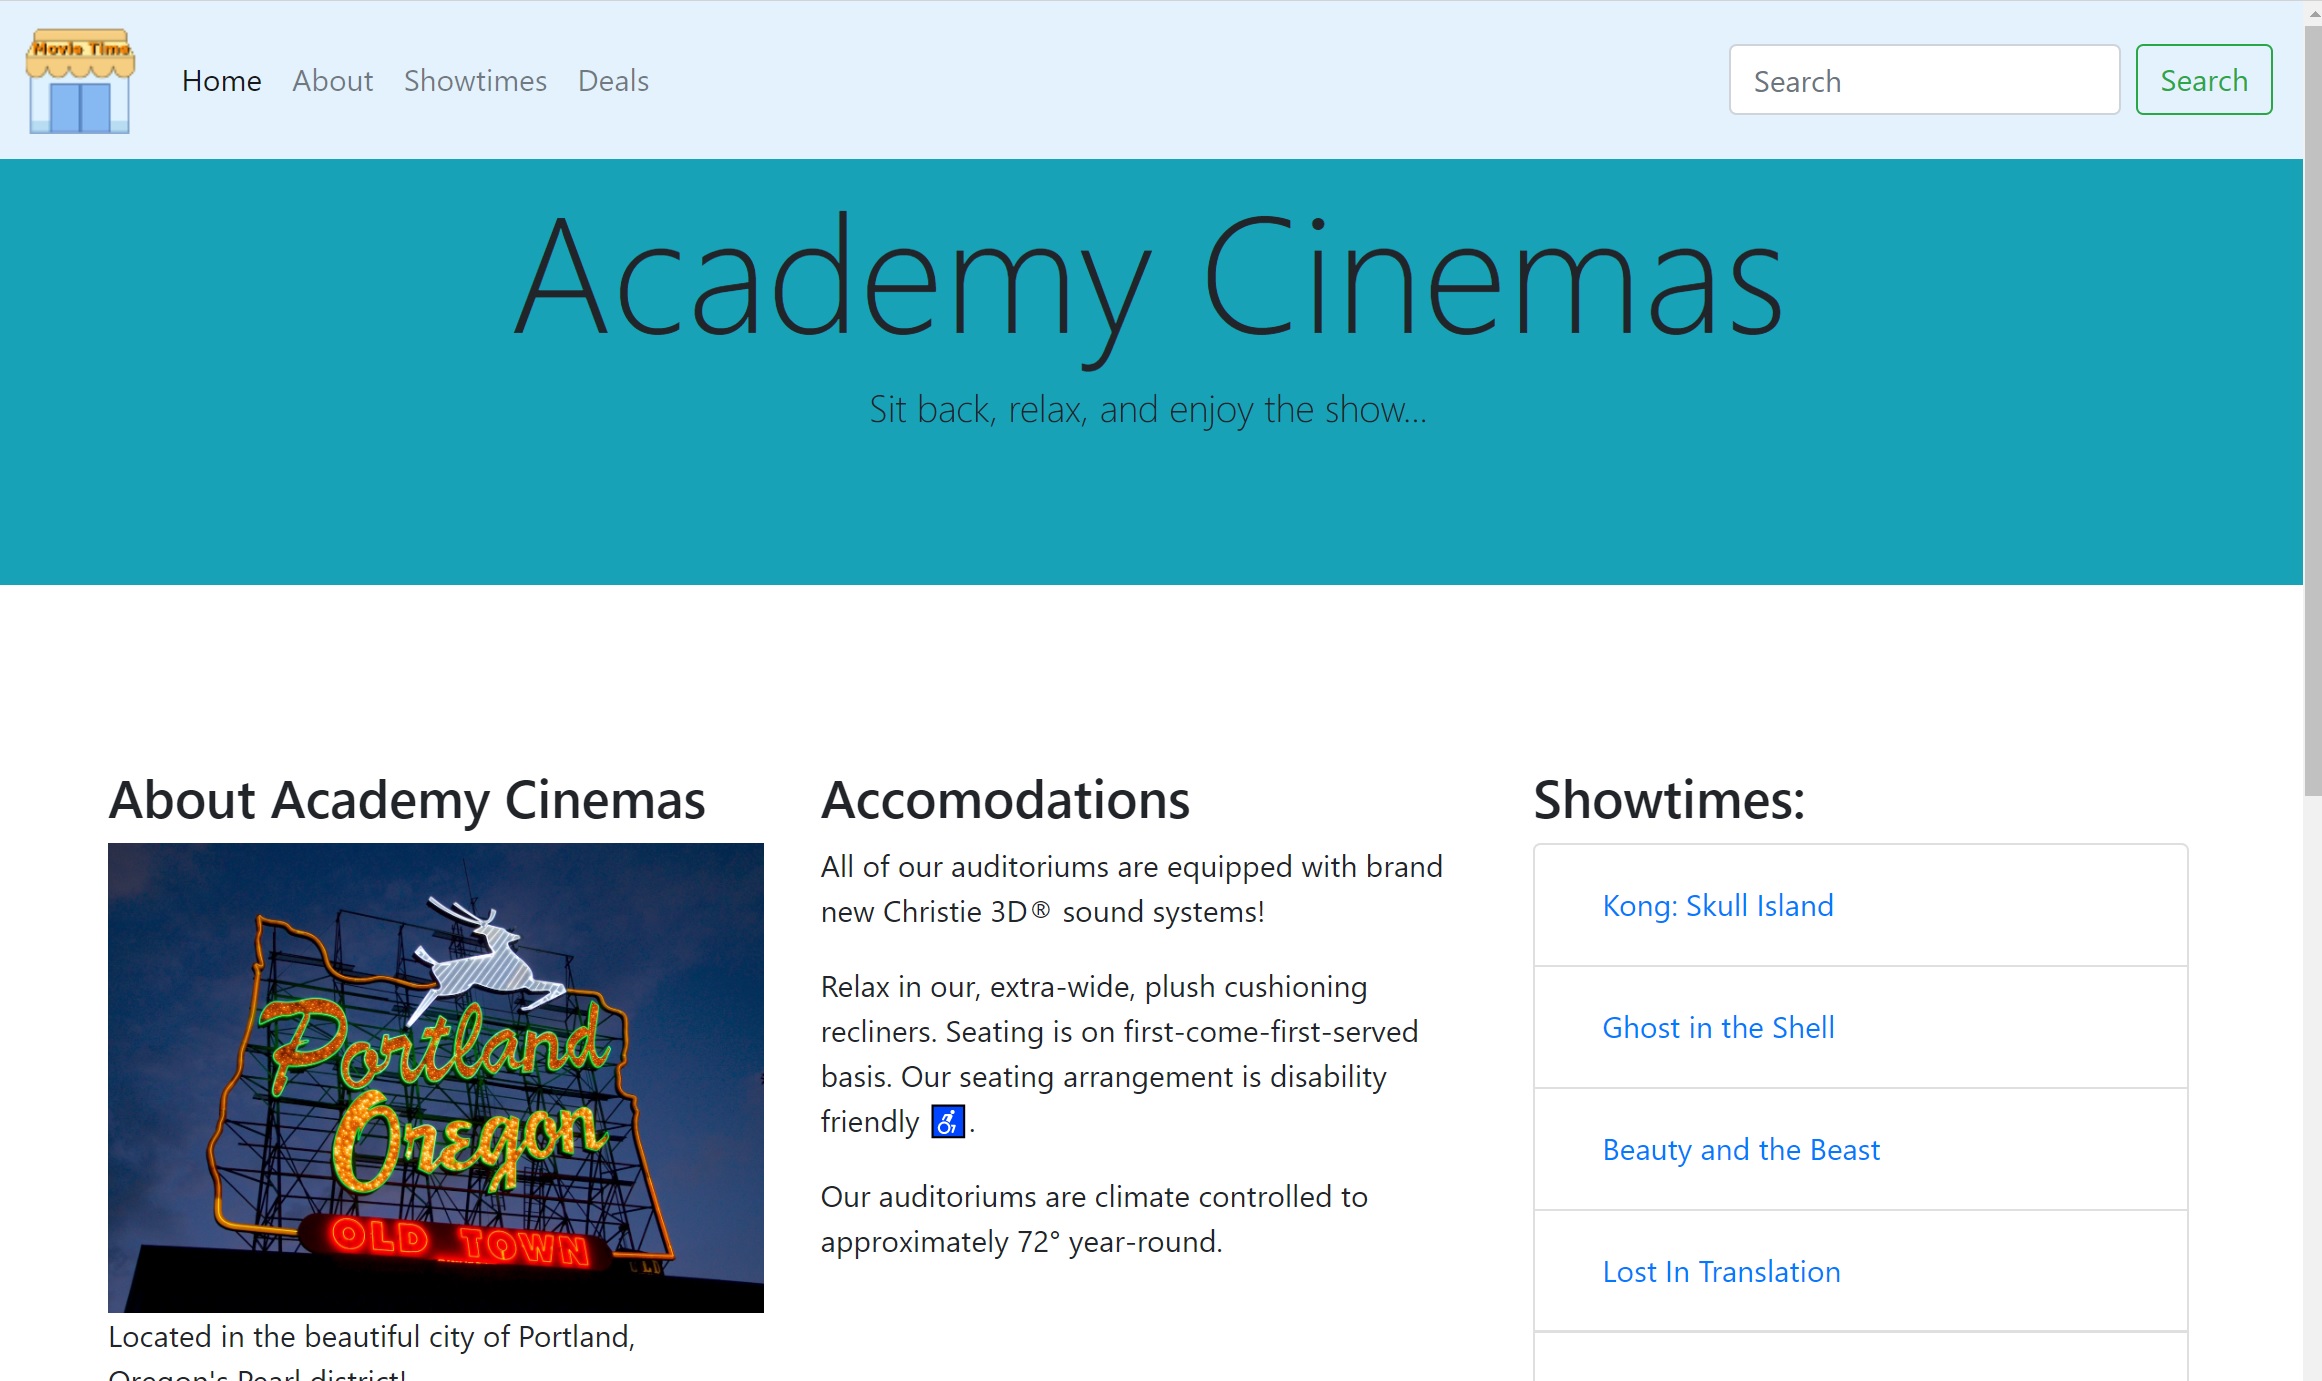 Movie Time
Home About Showtimes Deals
Search
Search
Academy Cinemas
Sit back, relax, and enjoy the show...
About Academy Cinemas
Portland
Oregon
OLD TOWN
Located in the beautiful city of Portland,
Oregon's Pearl district!
Accomodations
All of our auditoriums are equipped with brand
new Christie 3D® sound systems!
Relax in our, extra-wide, plush cushioning
recliners. Seating is on first-come-first-served
basis. Our seating arrangement is disability
friendly ♿.
Our auditoriums are climate controlled to
approximately 72° year-round.
Showtimes:
Kong: Skull Island
Ghost in the Shell
Beauty and the Beast
Lost In Translation